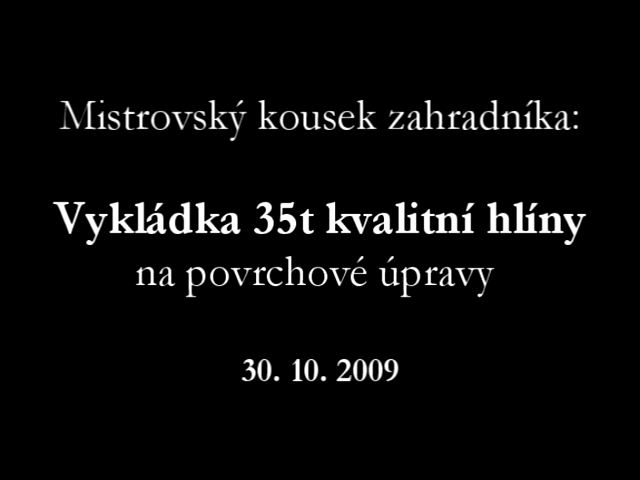 Mistrovský kousek zahradníka:
Vykládka 35t kvalitní hlíny
na povrchové úpravy
30. 10. 2009